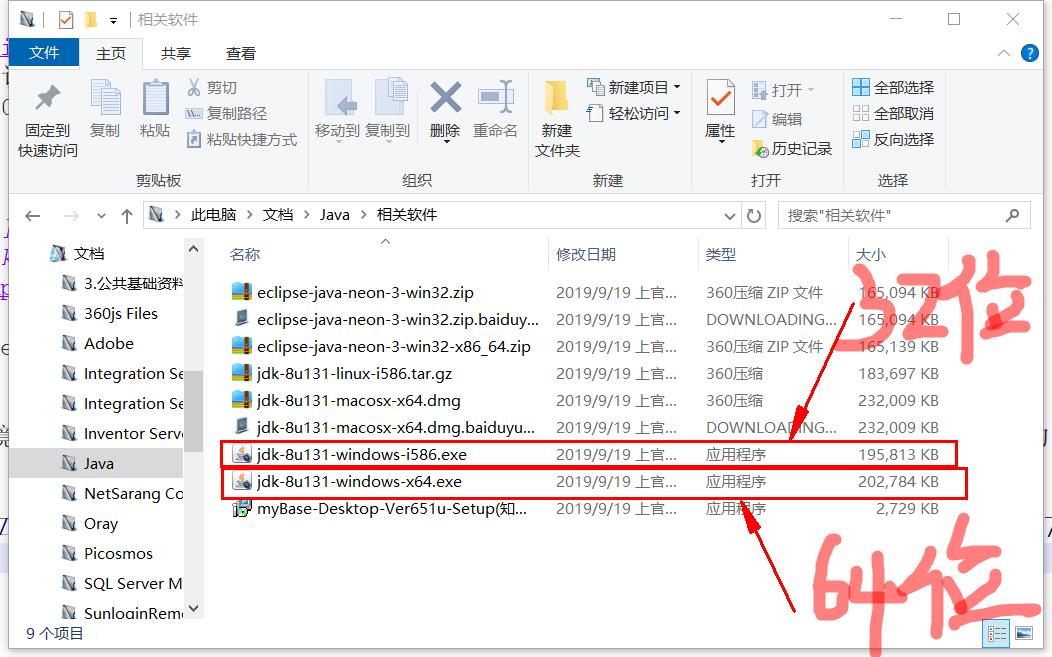 相关软件
文件 主页 共享 查看
固定到
快速访问
复制
粘贴
剪切
复制路径
粘贴快捷方式
剪贴板
移动到
复制到
删除
重命名
组织
新建
文件夹
新建项目
轻松访问
新建
属性
打开
编辑
历史记录
打开
全部选择
全部取消
反向选择
选择
此电脑 > 文档 > Java > 相关软件
搜索"相关软件"
文档
3.公共基础资料
360js Files
Adobe
Integration Se
Integration Se
Inventor Serv
Java
NetSarang Co
Oray
Picosmos
SQL Server M
SunloginRem
名称 修改日期 类型 大小
eclipse-java-neon-3-win32.zip 2019/9/19 上官... 360压缩 ZIP 文件 165,094 KB
eclipse-java-neon-3-win32.zip.baiduy... 2019/9/19 上官... DOWNLOADING... 165,094 KB
eclipse-java-neon-3-win32-x86_64.zip 2019/9/19 上官... 360压缩 ZIP 文件 165,139 KB
jdk-8u131-linux-i586.tar.gz 2019/9/19 上官... 360压缩 183,697 KB
jdk-8u131-macosx-x64.dmg 2019/9/19 上官... 360压缩 232,009 KB
jdk-8u131-macosx-x64.dmg.baiduyu... 2019/9/19 上官... DOWNLOADING... 232,009 KB
jdk-8u131-windows-i586.exe 2019/9/19 上官... 应用程序 195,813 KB
jdk-8u131-windows-x64.exe 2019/9/19 上官... 应用程序 202,784 KB
myBase-Desktop-Ver651u-Setup(知... 2019/9/19 上官... 应用程序 2,729 KB
32位
64位
9 个项目